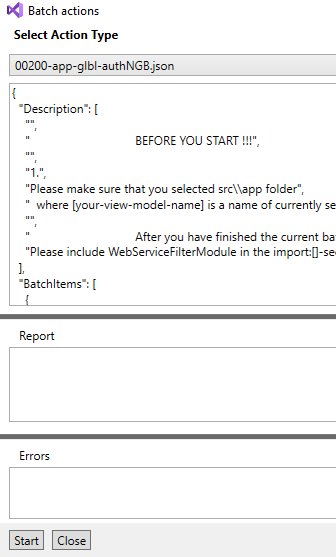 Batch actions
Select Action Type
00200-app-glbl-authNGB.json
{
"Description": [
"",
" BEFORE YOU START !!!",
"",
"1.",
"Please make sure that you selected src\\app folder",
" where [your-view-model-name] is a name of currently se
"",
" After you have finished the current ba
"Please include WebServiceFilterModule in the import:[]-se
],
"BatchItems": [
{
Report
Errors
Start Close